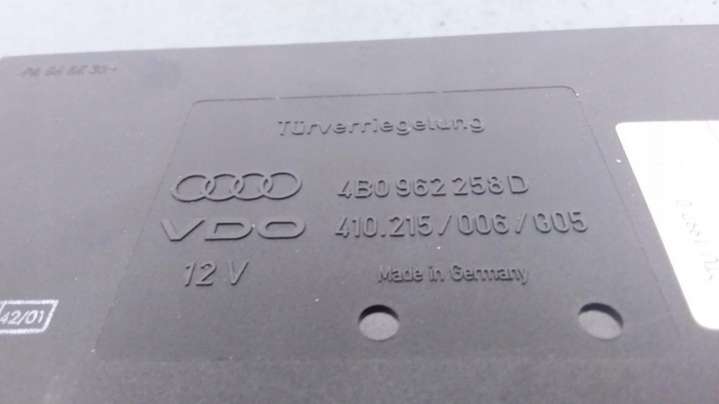 Türverriegelung
4B0 962 258 D
VDO 410.215/006/005
12 V Made in Germany
42/01